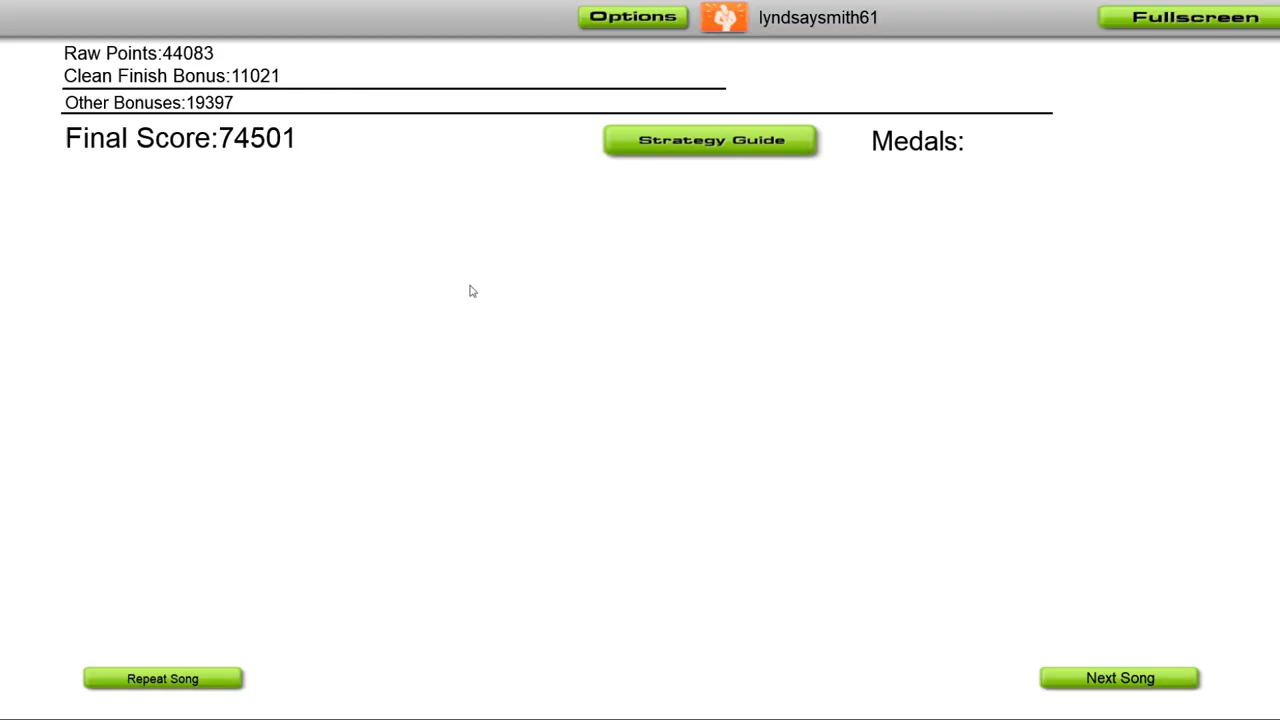 Options
lyndsaysmith61
Fullscreen
Raw Points:44083
Clean Finish Bonus:11021
Other Bonuses:19397
Final Score:74501
Strategy Guide
Medals:
Repeat Song
Next Song